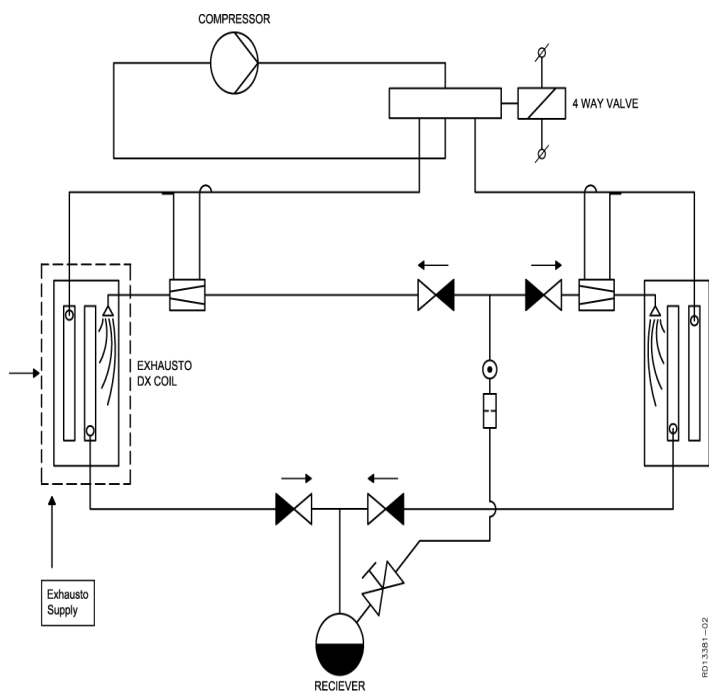 COMPRESSOR
4 WAY VALVE
EXHAUSTO
DX COIL
Exhausto
Supply
RECIEVER
RD13381-02